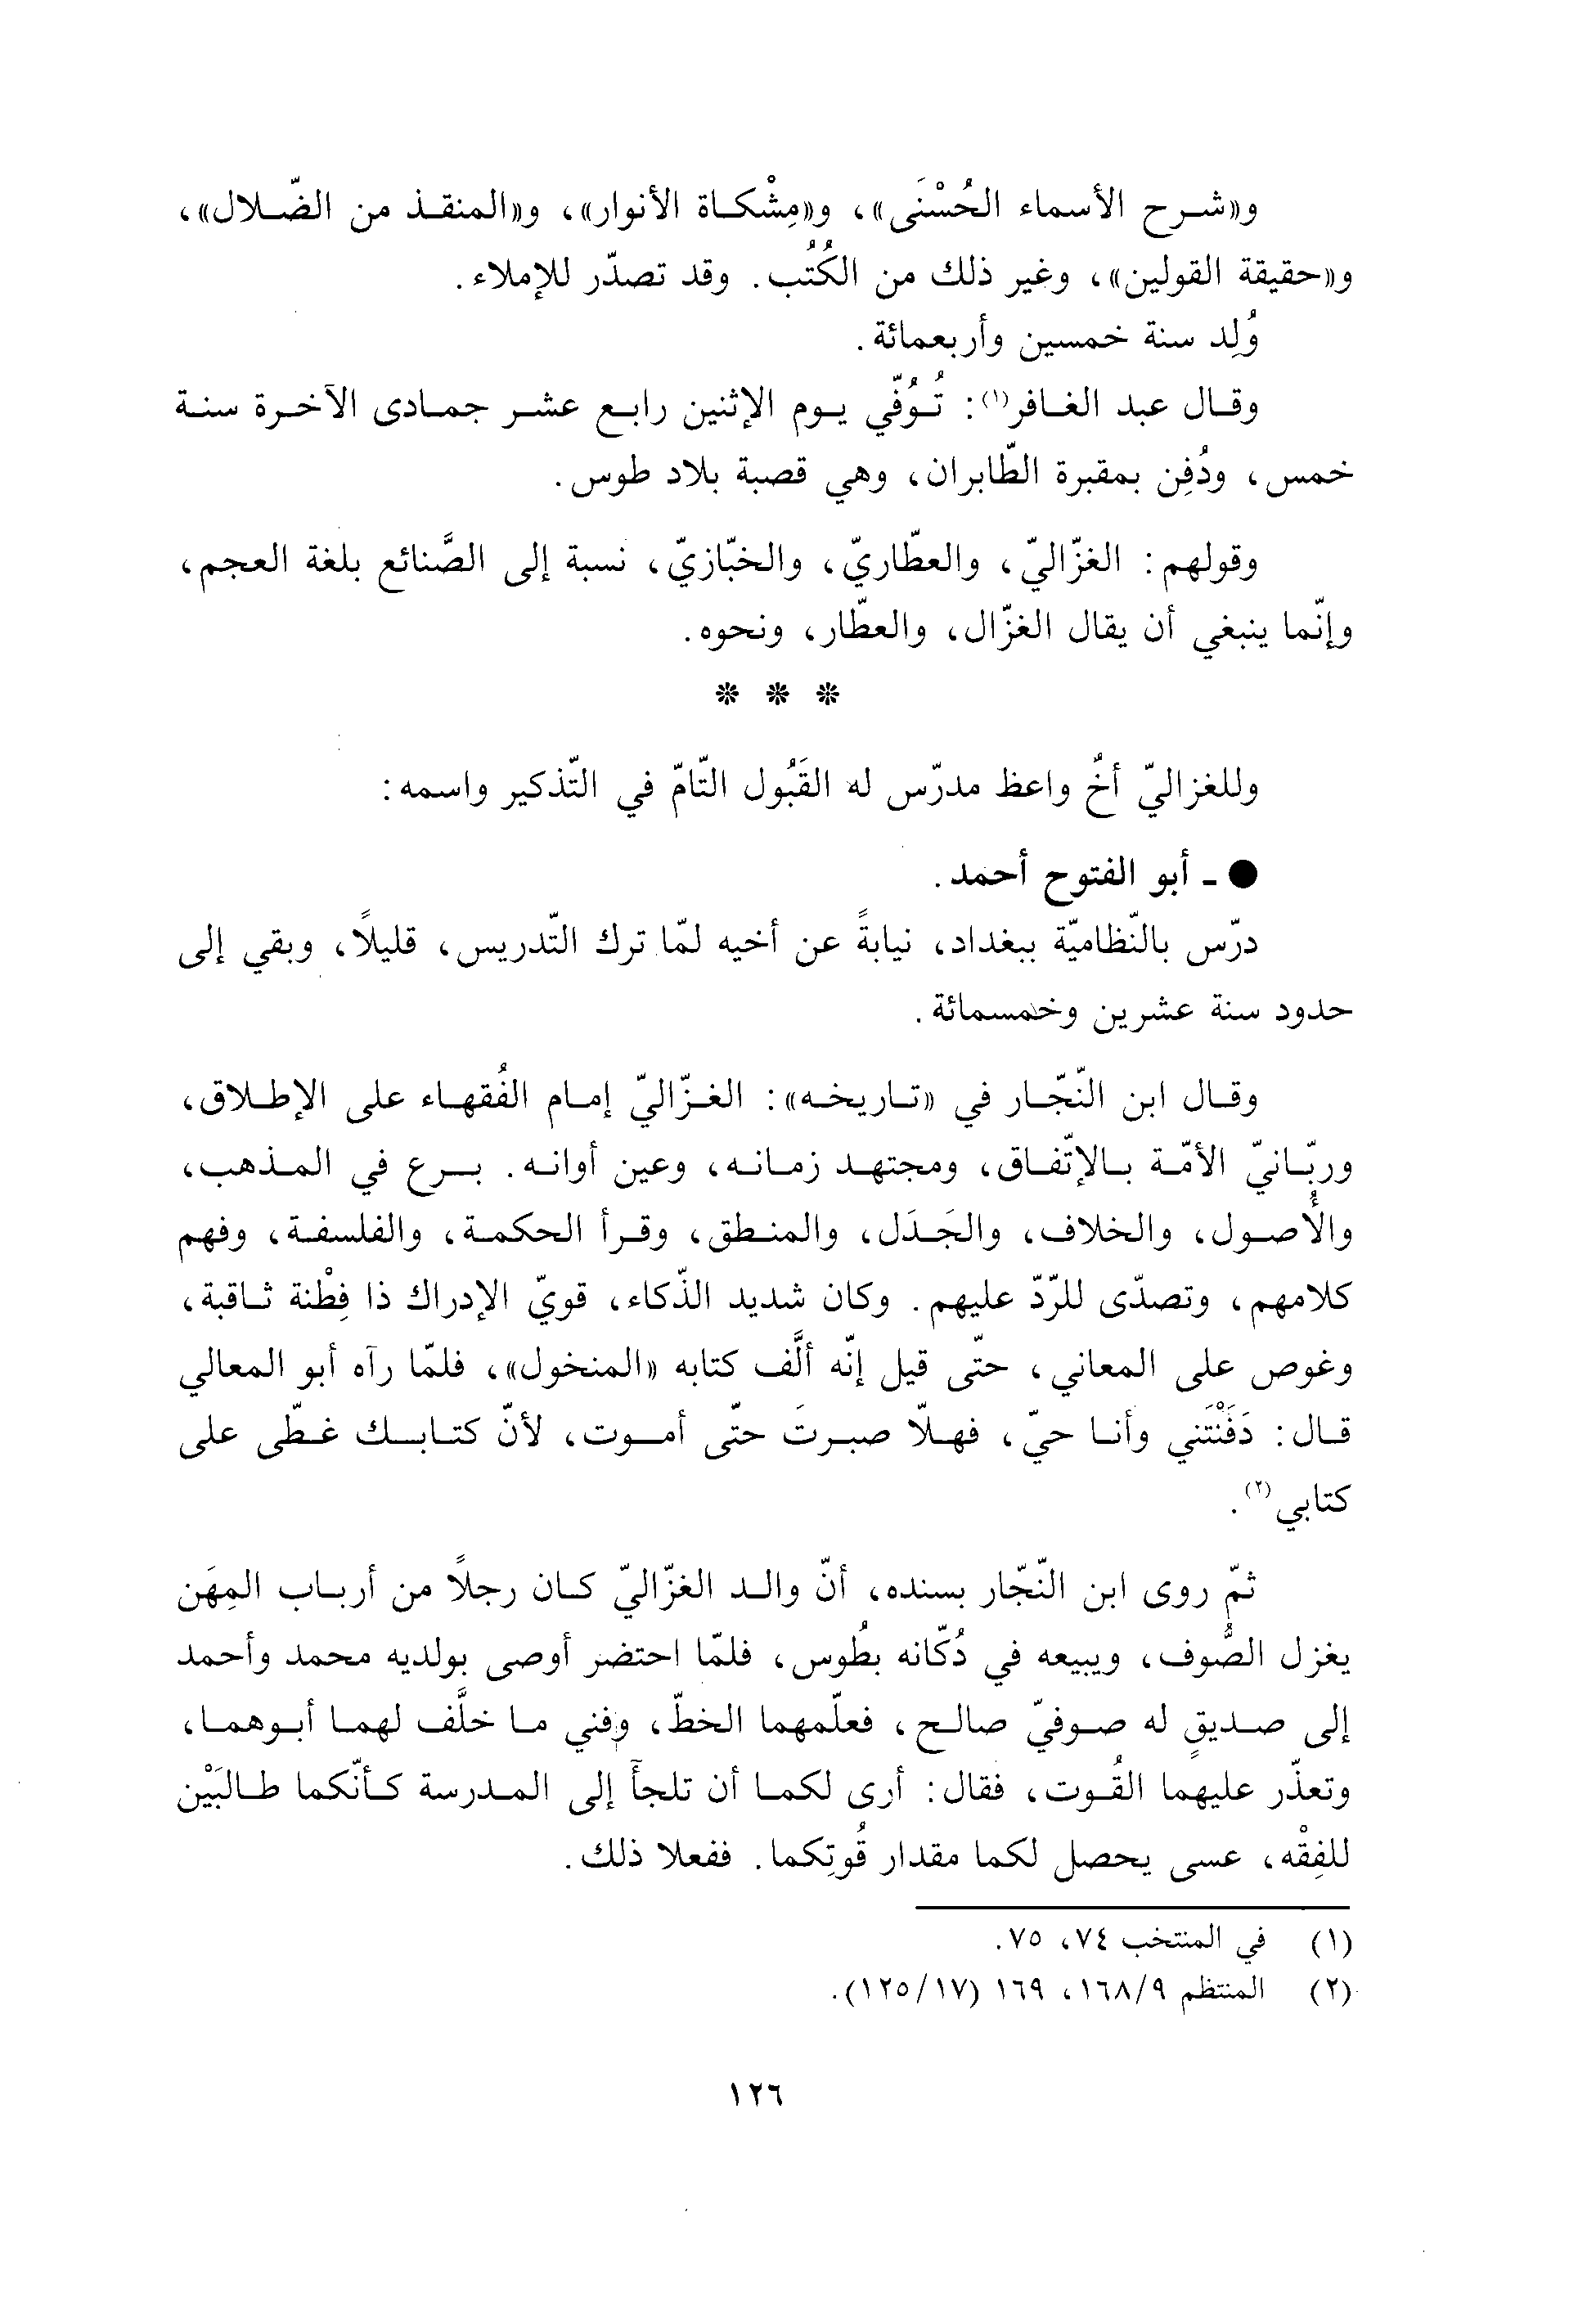 و«شرح الأسماء الحُسْنَى»، و«مِشْكاة الأنوار»، و«المنقذ من الضّلال»،
و«حقيقة القولين»، وغير ذلك من الكُتُب. وقد تصدّر للإملاء.
وُلِد سنة خمسين وأربعمائة.
وقال عبد الغافر(١): تُوُفّي يوم الإثنين رابع عشر جمادى الآخرة سنة
خمس، ودُفِن بمقبرة الطّابران، وهي قصبة بلاد طوس.
وقولهم: الغزّاليّ، والعطّاريّ، والخبّازيّ، نسبة إلى الصَّنائع بلغة العجم،
وإنّما ينبغي أن يقال الغزّال، والعطّار، ونحوه.
* * *
وللغزاليّ أخٌ واعظ مدرّس له القَبُول التّامّ في التّذكير واسمه:
● ـ أبو الفتوح أحمد.
درّس بالنّظاميّة ببغداد، نيابةً عن أخيه لمّا ترك التّدريس، قليلاً، وبقي إلى
حدود سنة عشرين وخمسمائة.
وقال ابن النّجّار في «تاريخه»: الغزّاليّ إمام الفُقهاء على الإطلاق،
وربّانيّ الأمّة بالإتّفاق، ومجتهد زمانه، وعين أوانه. برع في المذهب،
والأُصول، والخلاف، والجَدَل، والمنطق، وقرأ الحكمة، والفلسفة، وفهم
كلامهم، وتصدّى للرّدّ عليهم. وكان شديد الذّكاء، قويّ الإدراك ذا فِطْنة ثاقبة،
وغوص على المعاني، حتّى قيل إنّه ألَّف كتابه «المنخول»، فلمّا رآه أبو المعالي
قال: دَفَنْتَني وأنا حيّ، فهلّا صبرتَ حتّى أموت، لأنّ كتابك غطّى على
كتابي(٢).
ثمّ روى ابن النّجّار بسنده، أنّ والد الغزّاليّ كان رجلاً من أرباب المِهَن
يغزل الصُّوف، ويبيعه في دُكّانه بطُوس، فلمّا احتضر أوصى بولديه محمد وأحمد
إلى صديقٍ له صوفيّ صالح، فعلّمهما الخطّ، وفني ما خلَّف لهما أبوهما،
وتعذّر عليهما القُوت، فقال: أرى لكما أن تلجآ إلى المدرسة كأنّكما طالبَيْن
للفِقْه، عسى يحصل لكما مقدار قُوتِكما. ففعلا ذلك.
(١) في المنتخب ٧٤، ٧٥.
(٢) المنتظم ١٦٨/٩، ١٦٩ (١٢٥/١٧).
١٢٦